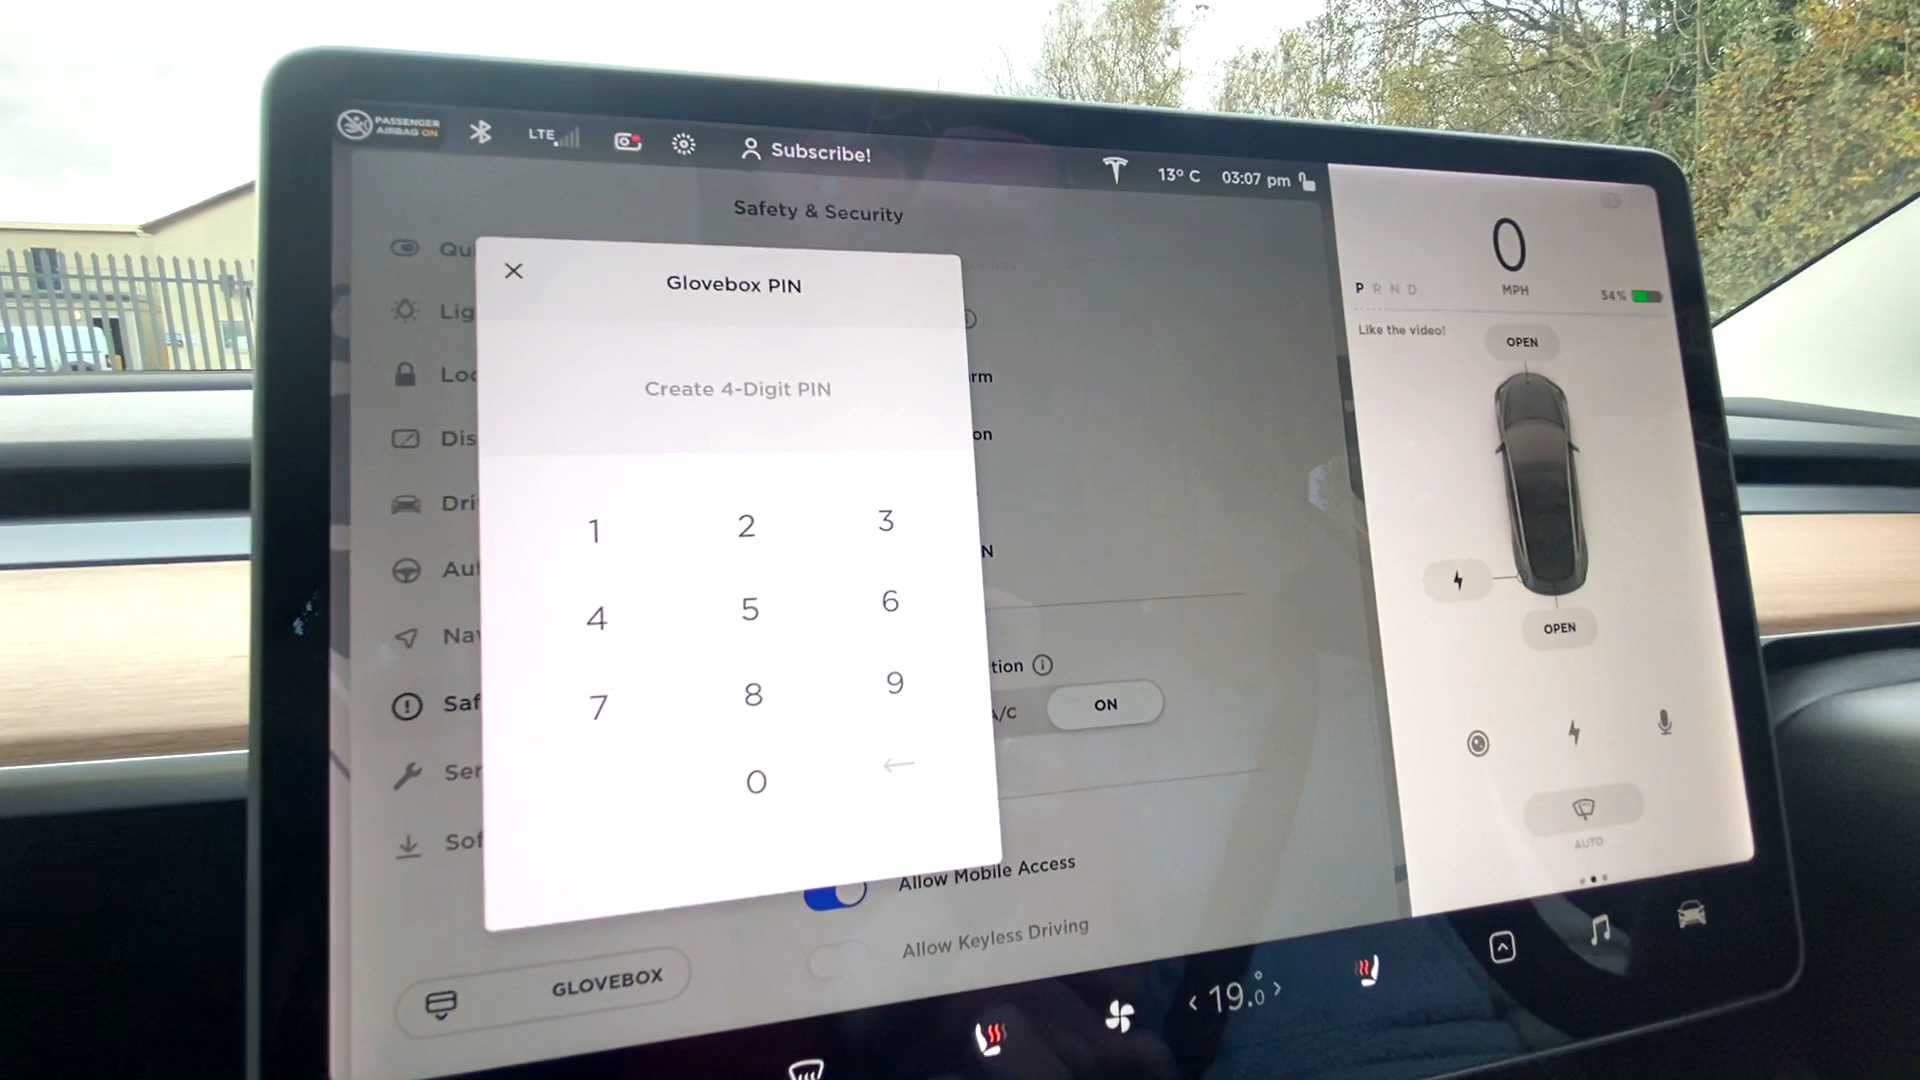 PASSENGER
AIRBAG ON
LTE
Subscribe!
13° C
03:07 pm
Safety & Security
Qu
Lig
Loc
Dis
Dri
Aut
Nav
Saf
Ser
Sof
Glovebox PIN
Create 4-Digit PIN
1 2 3
4 5 6
7 8 9
0
rm
on
N
tion
A/C
ON
Allow Mobile Access
Allow Keyless Driving
GLOVEBOX
0
MPH
P R N D
54%
Like the video!
OPEN
OPEN
AUTO
19.0°